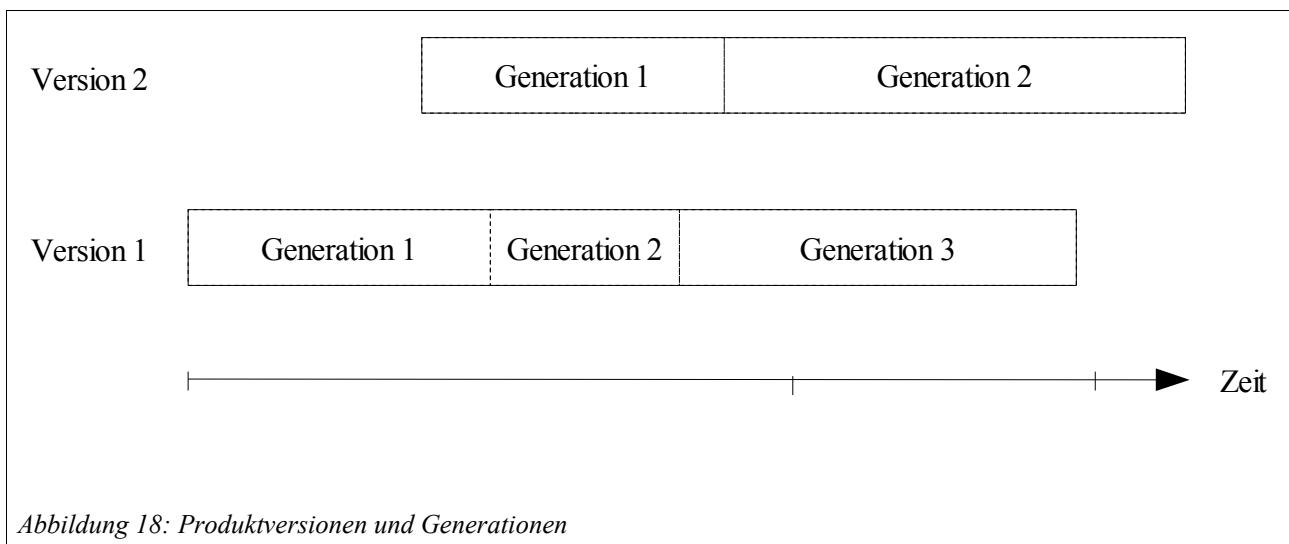 Version 2
Generation 1
Generation 2
Version 1
Generation 1
Generation 2
Generation 3
Zeit
Abbildung 18: Produktversionen und Generationen